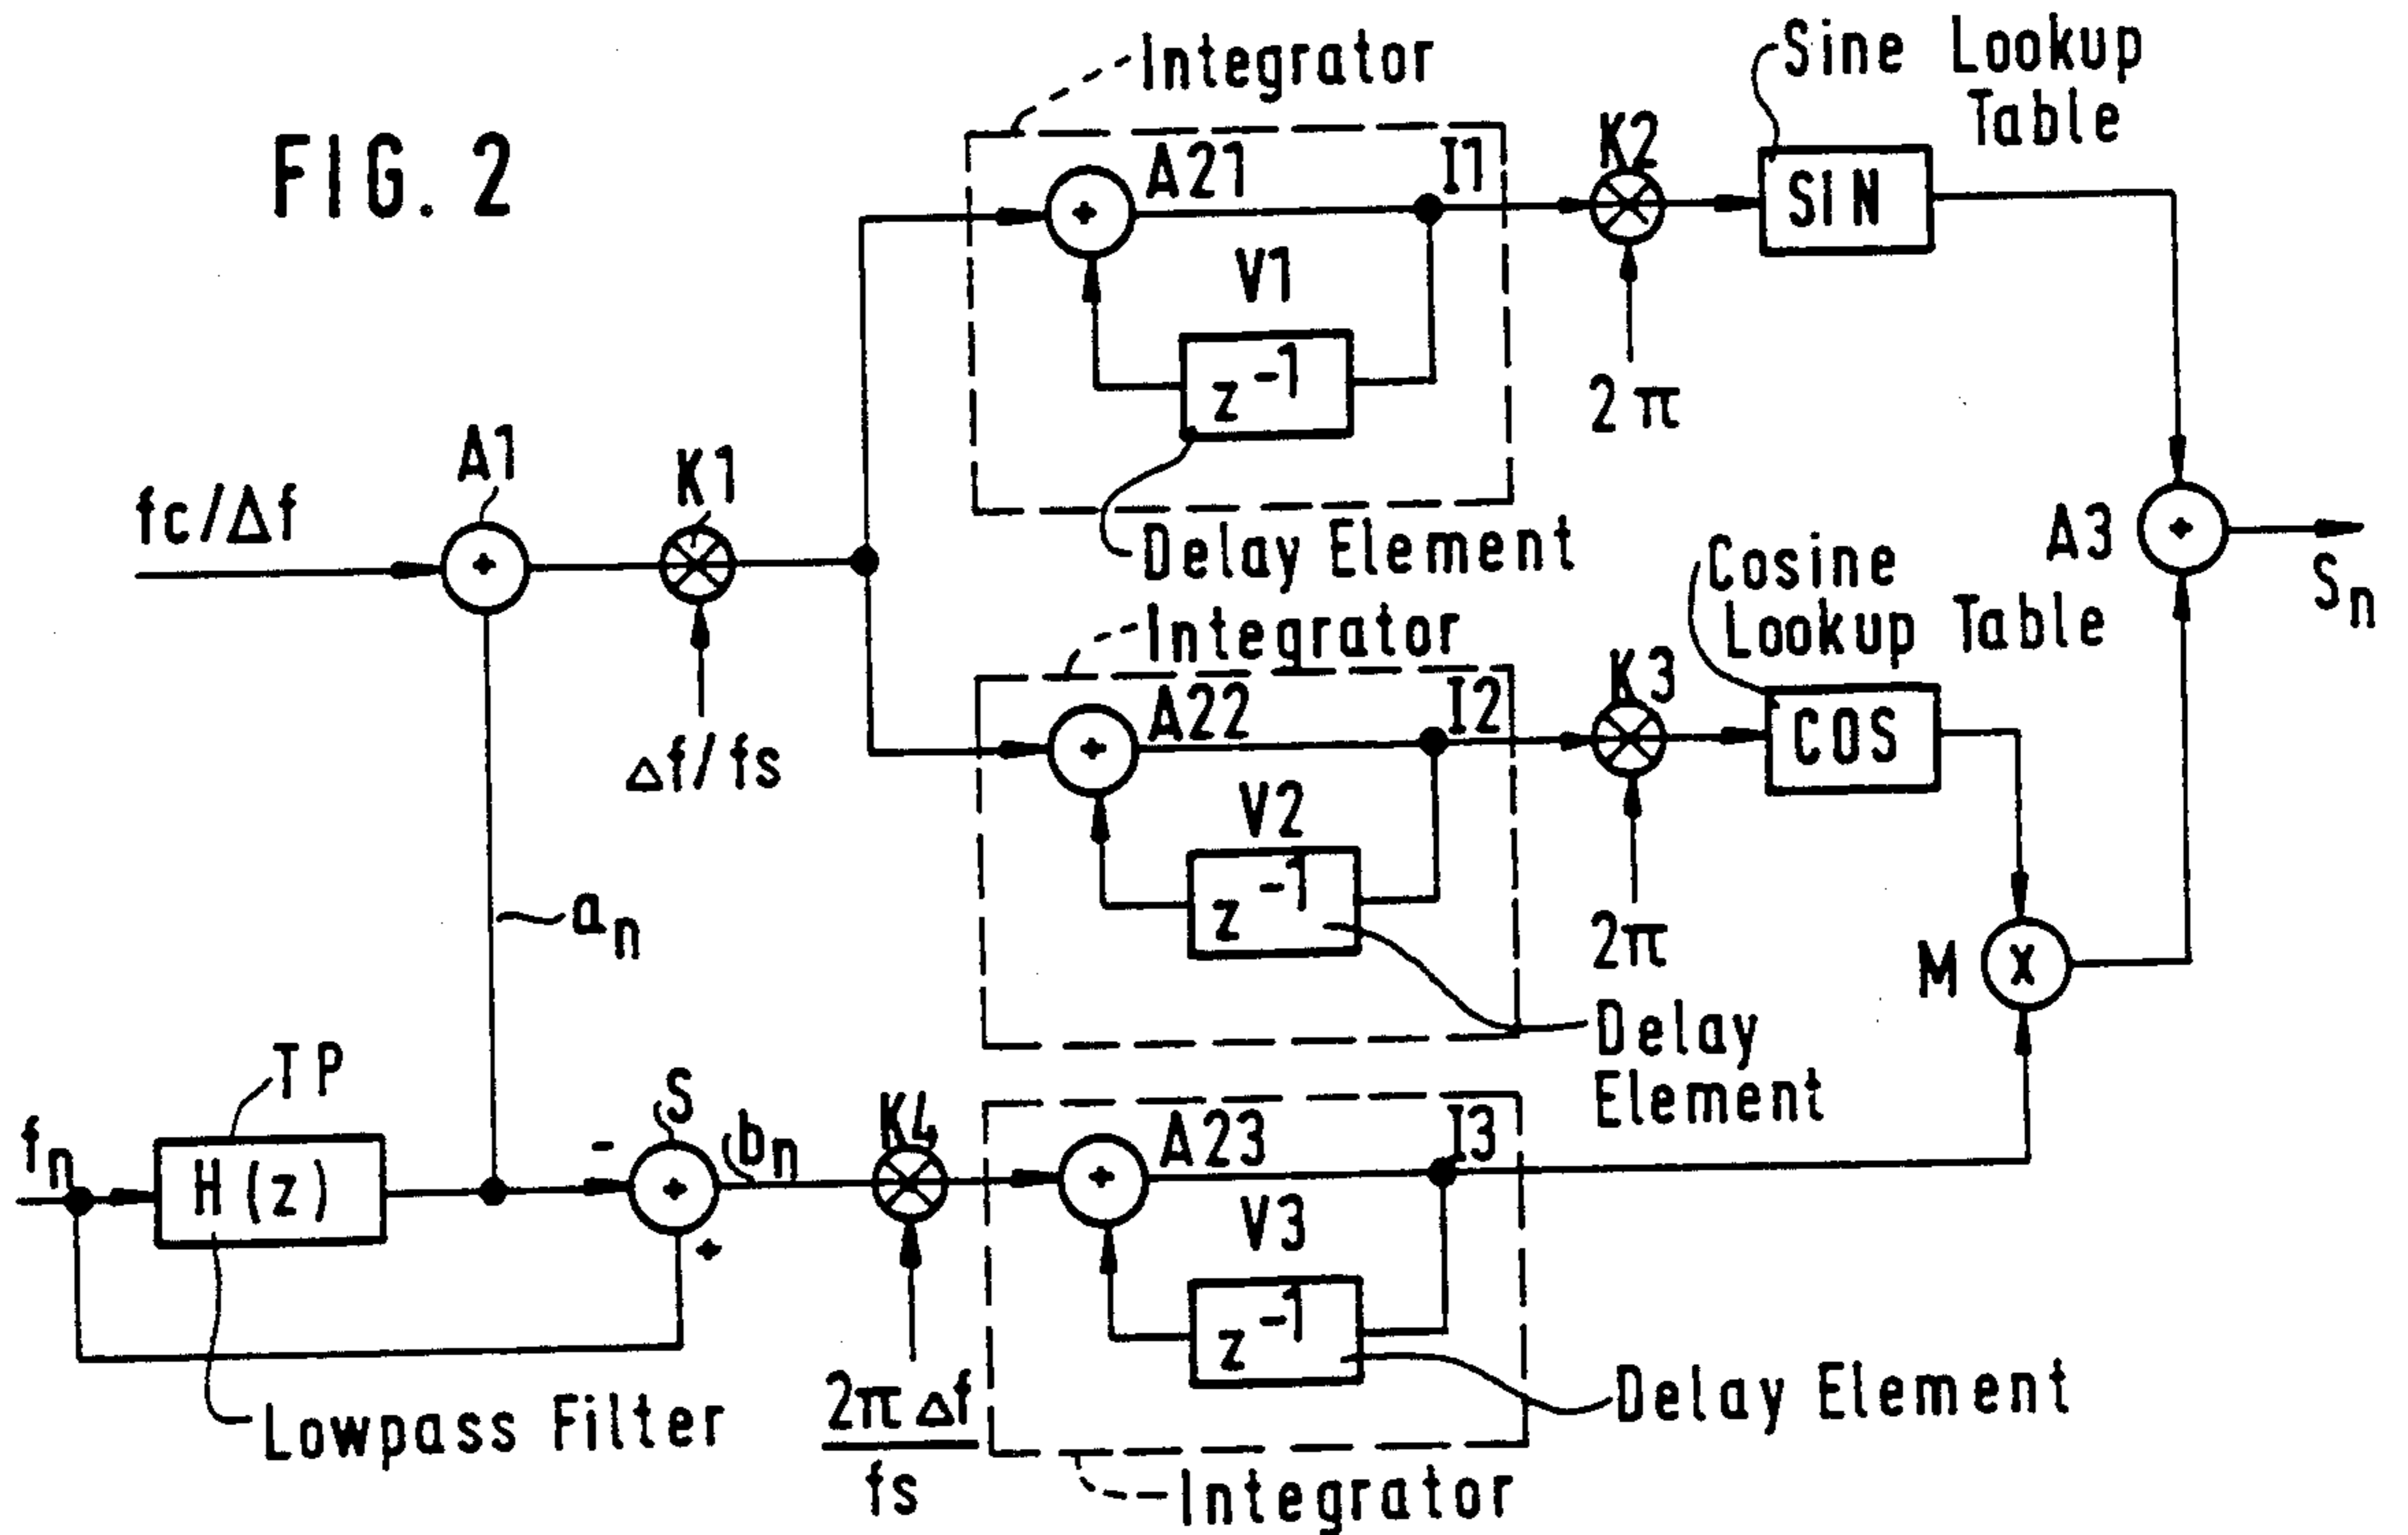 FIG. 2
Integrator
Sine Lookup
Table
A21
I1
K2
SIN
V1
z⁻¹
2π
A1
K1
fc/Δf
Delay Element
A3
Sn
Cosine
Lookup Table
Integrator
A22
I2
K3
COS
Δf/fs
V2
z⁻¹
an
2π
M
X
Delay
Element
TP
S
fn
bn
K4
A23
I3
H(z)
-
+
V3
z⁻¹
2πΔf
fs
Lowpass Filter
Delay Element
Integrator